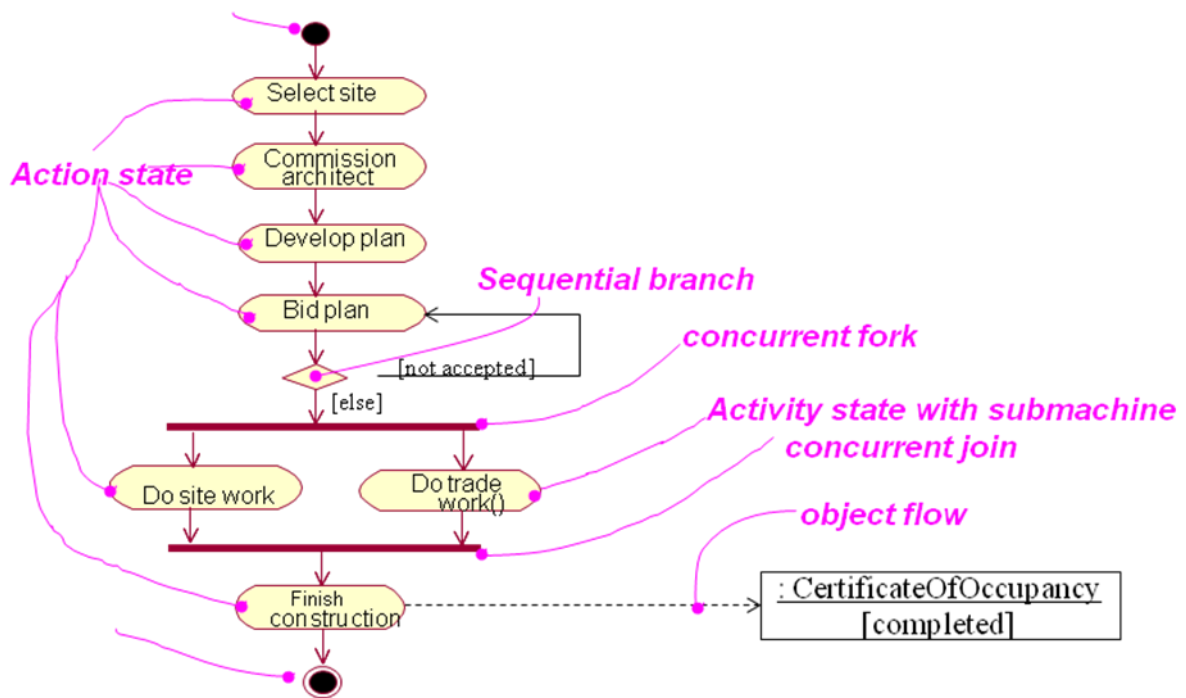 Select site
Commission
architect
Action state
Develop plan
Sequential branch
Bid plan
concurrent fork
[not accepted]
[else]
Activity state with submachine
concurrent join
Do site work
Do trade
work()
object flow
: CertificateOfOccupancy
[completed]
Finish
construction